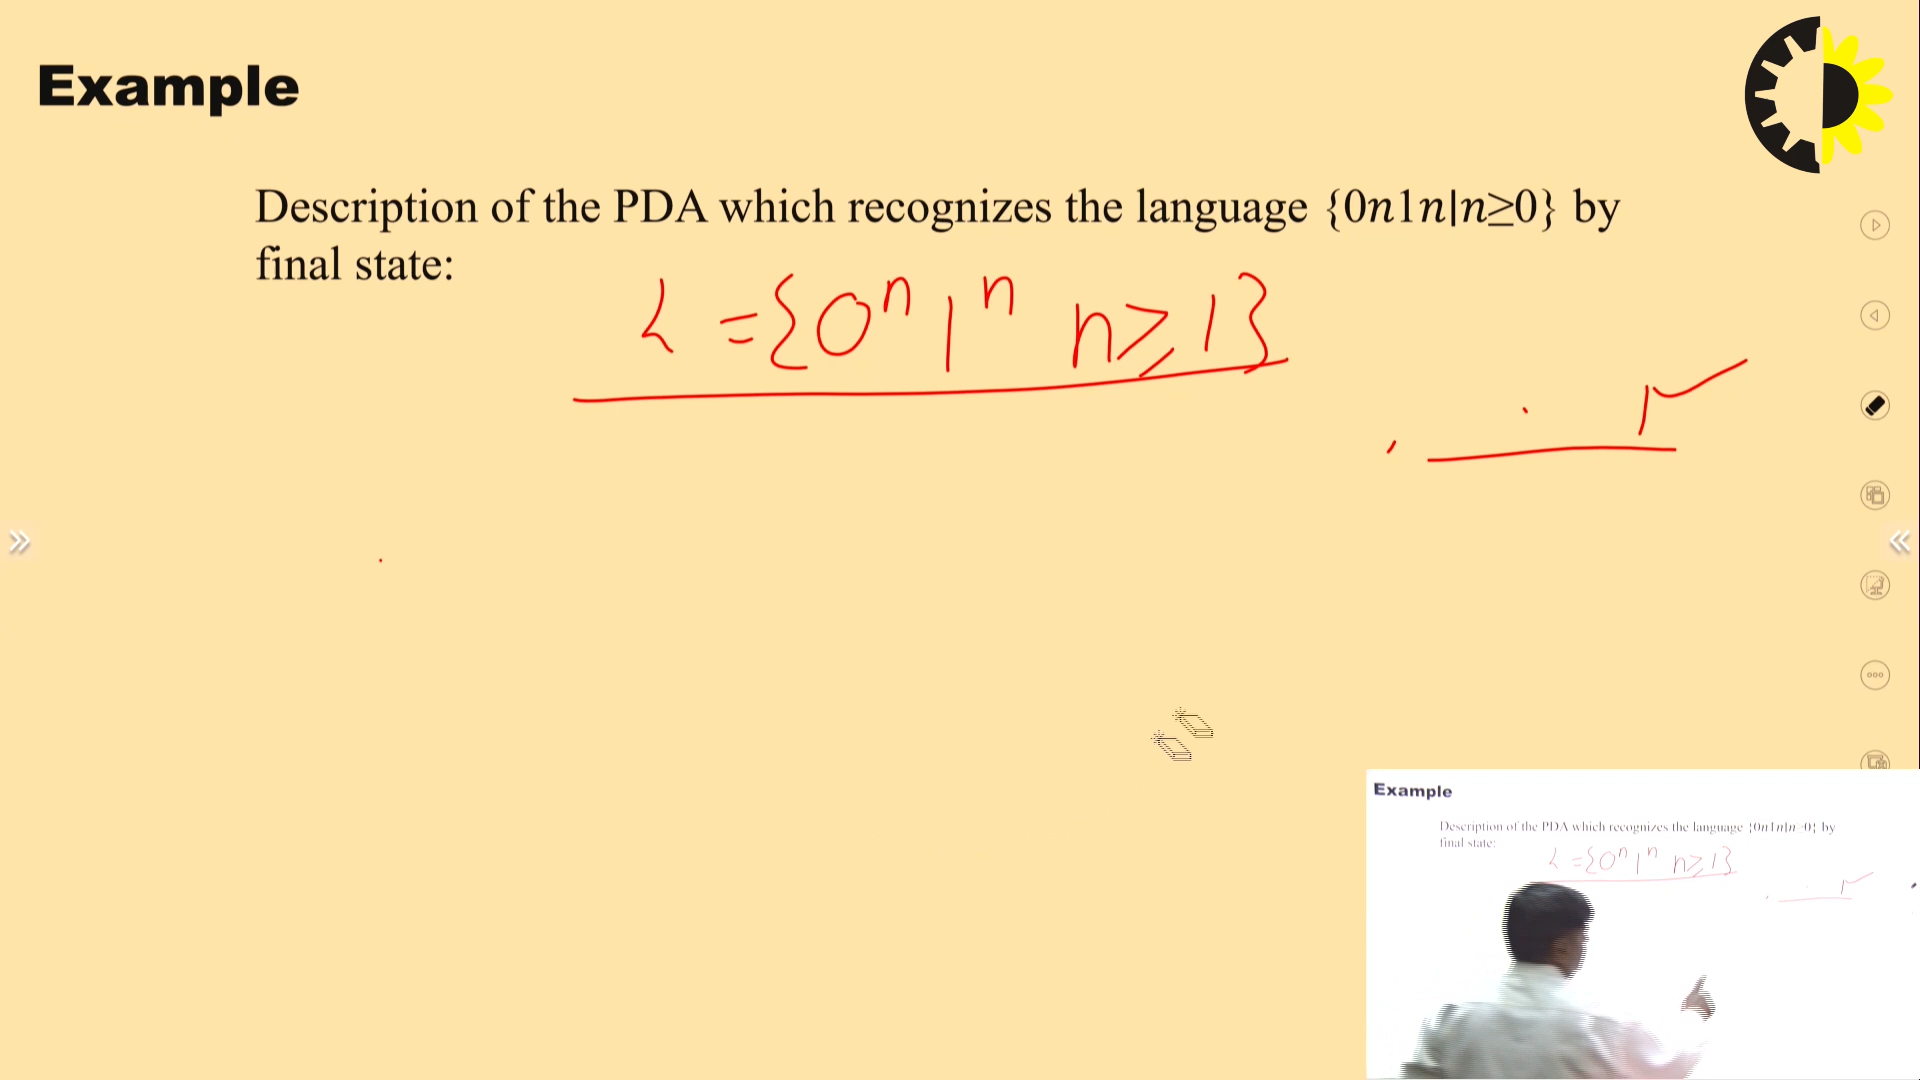 Example
Description of the PDA which recognizes the language {0n1n|n≥0} by
final state:
L = {0ⁿ 1ⁿ n ≥ 1}
Example
Description of the PDA which recognizes the language {0n1n|n 0} by
final state:
L = {0ⁿ 1ⁿ n ≥ 1}